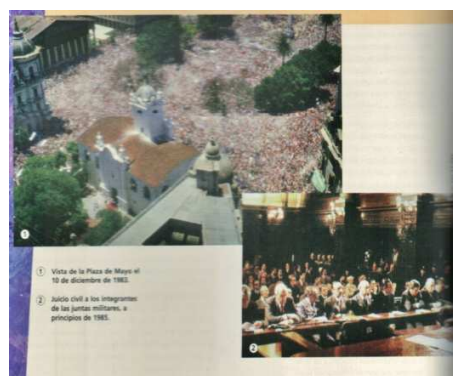 1
2
1 Vista de la Plaza de Mayo el
10 de diciembre de 1983.
2 Juicio civil a los integrantes
de las juntas militares, a
principios de 1985.